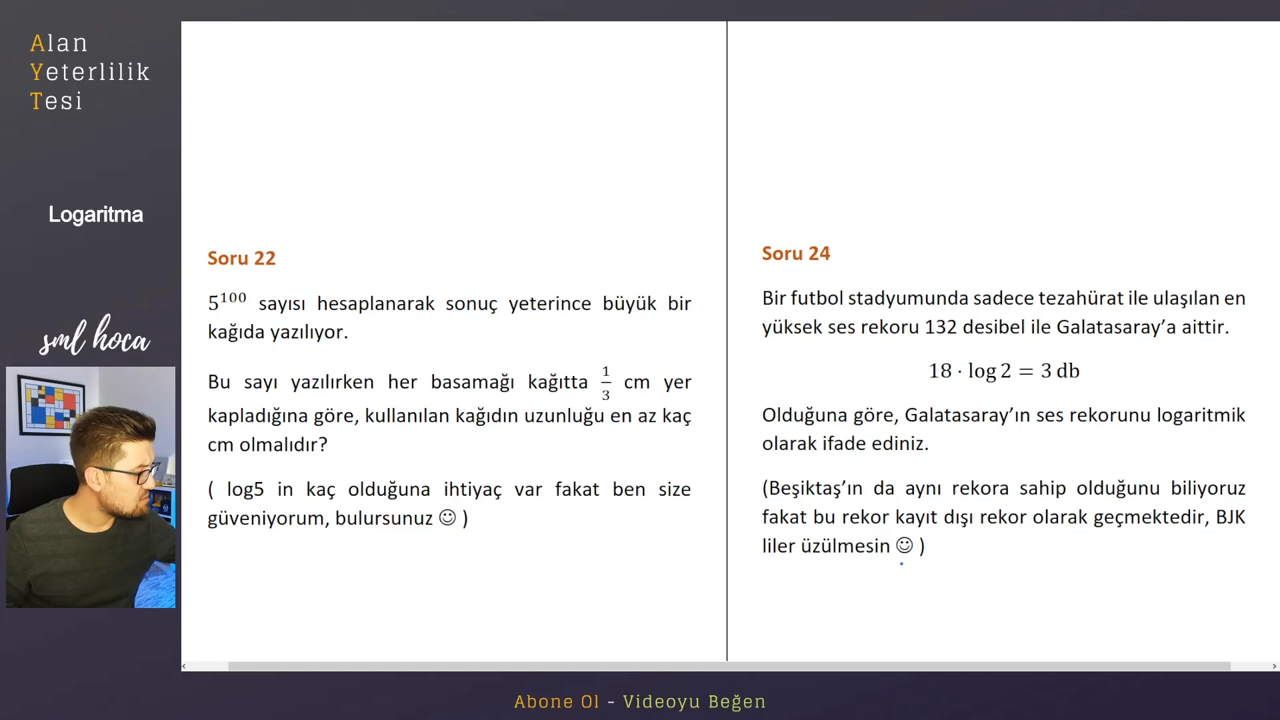 Alan
Yeterlilik
Tesi
Logaritma
sml hoca
Soru 22
5¹⁰⁰ sayısı hesaplanarak sonuç yeterince büyük bir
kağıda yazılıyor.
Bu sayı yazılırken her basamağı kağıtta 1/3 cm yer
kapladığına göre, kullanılan kağıdın uzunluğu en az kaç
cm olmalıdır?
( log5 in kaç olduğuna ihtiyaç var fakat ben size
güveniyorum, bulursunuz ☺ )
Soru 24
Bir futbol stadyumunda sadece tezahürat ile ulaşılan en
yüksek ses rekoru 132 desibel ile Galatasaray’a aittir.
18 · log 2 = 3 db
Olduğuna göre, Galatasaray’ın ses rekorunu logaritmik
olarak ifade ediniz.
(Beşiktaş’ın da aynı rekora sahip olduğunu biliyoruz
fakat bu rekor kayıt dışı rekor olarak geçmektedir, BJK
liler üzülmesin ☺ )
Abone Ol - Videoyu Beğen